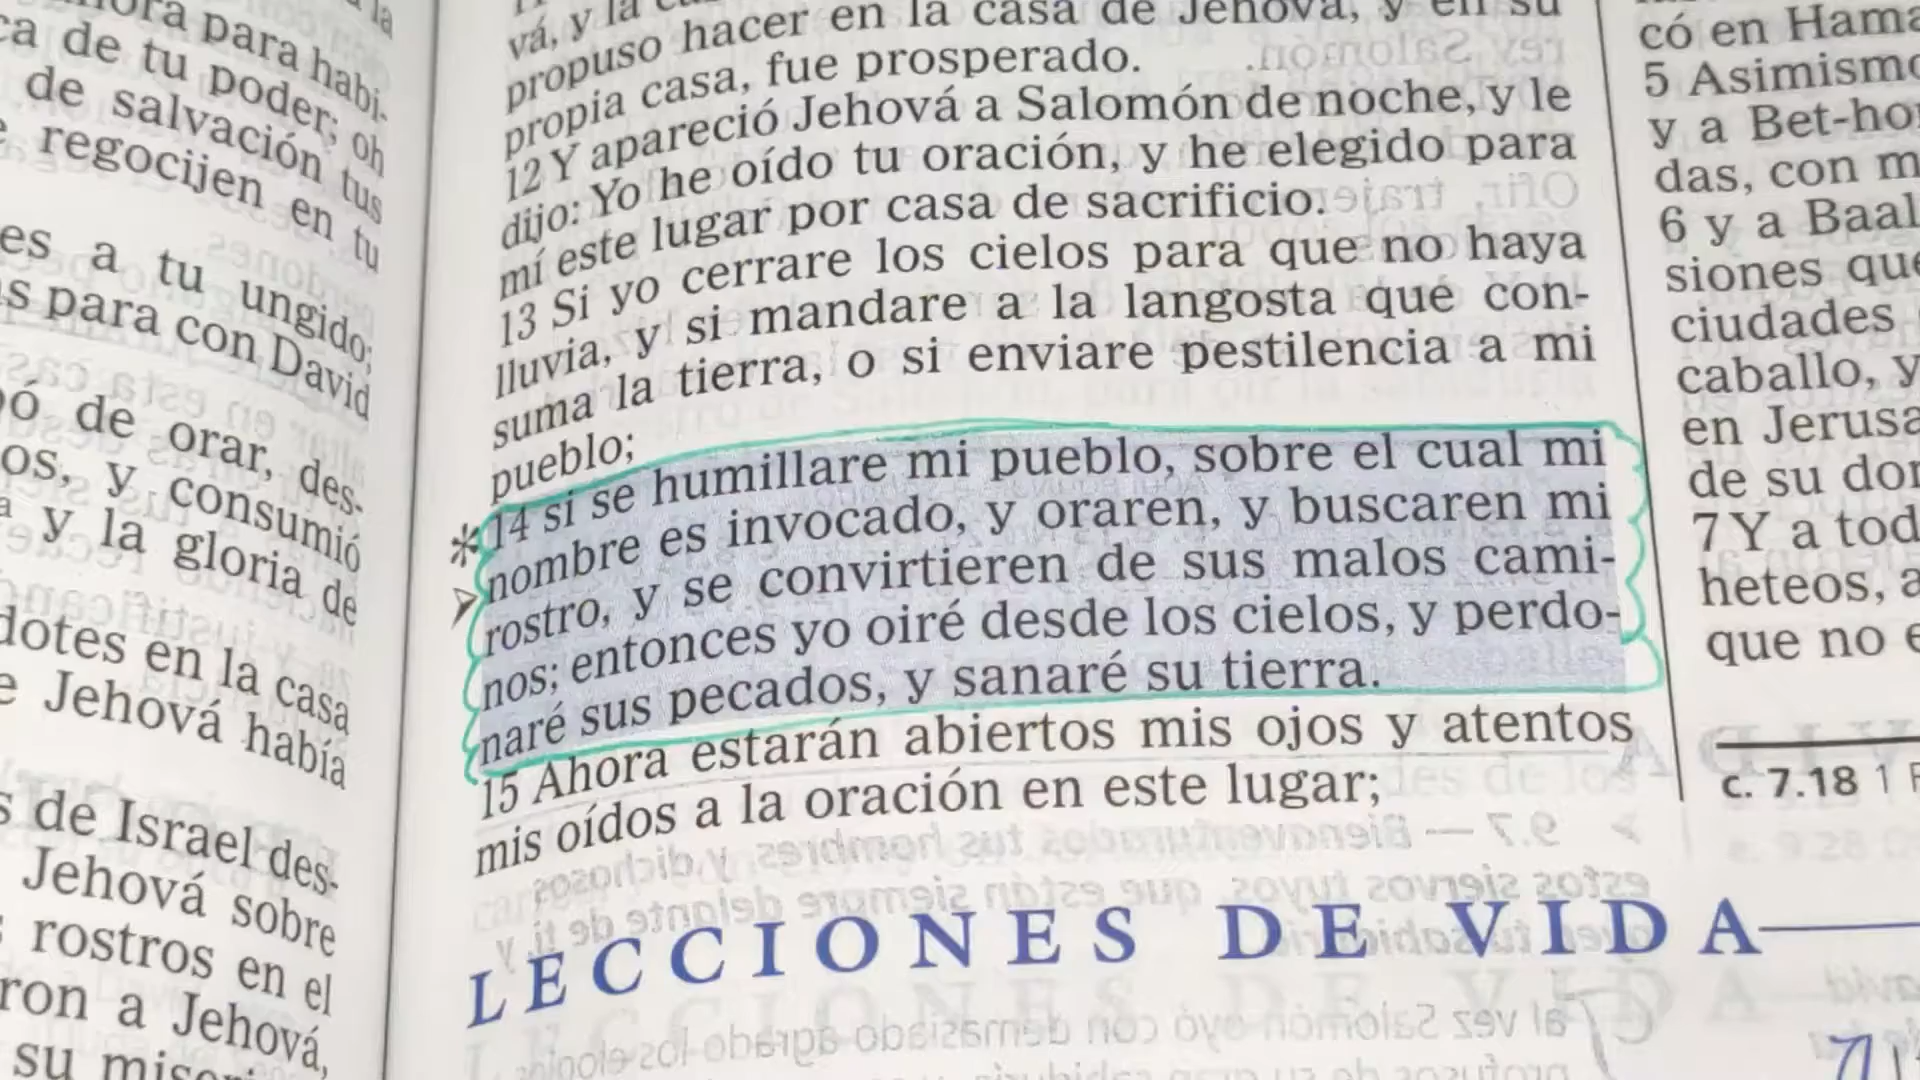 para habi-
ca de tu poder; oh
de salvación tus
regocijen en tu
es a tu ungido;
para con David
de orar, des-
os, y consumió
y la gloria de
dotes en la casa
Jehová había
de Israel des-
Jehová sobre
rostros en el
ron a Jehová,
su
vá, y la
propuso hacer en la casa de Jehová, y en su
propia casa, fue prosperado.
12 Y apareció Jehová a Salomón de noche, y le
dijo: Yo he oído tu oración, y he elegido para
mí este lugar por casa de sacrificio.
13 Si yo cerrare los cielos para que no haya
lluvia, y si mandare a la langosta que con-
suma la tierra, o si enviare pestilencia a mi
pueblo;
*14 si se humillare mi pueblo, sobre el cual mi
nombre es invocado, y oraren, y buscaren mi
rostro, y se convirtieren de sus malos cami-
nos; entonces yo oiré desde los cielos, y perdo-
naré sus pecados, y sanaré su tierra.
15 Ahora estarán abiertos mis ojos y atentos
mis oídos a la oración en este lugar;
LECCIONES DE VIDA
có en Hama
5 Asimismo
y a Bet-ho
das, con m
6 y a Baal
siones que
ciudades
caballo, y
en Jerusa
de su do
7 Y a tod
heteos, a
que no e
c. 7.18 1